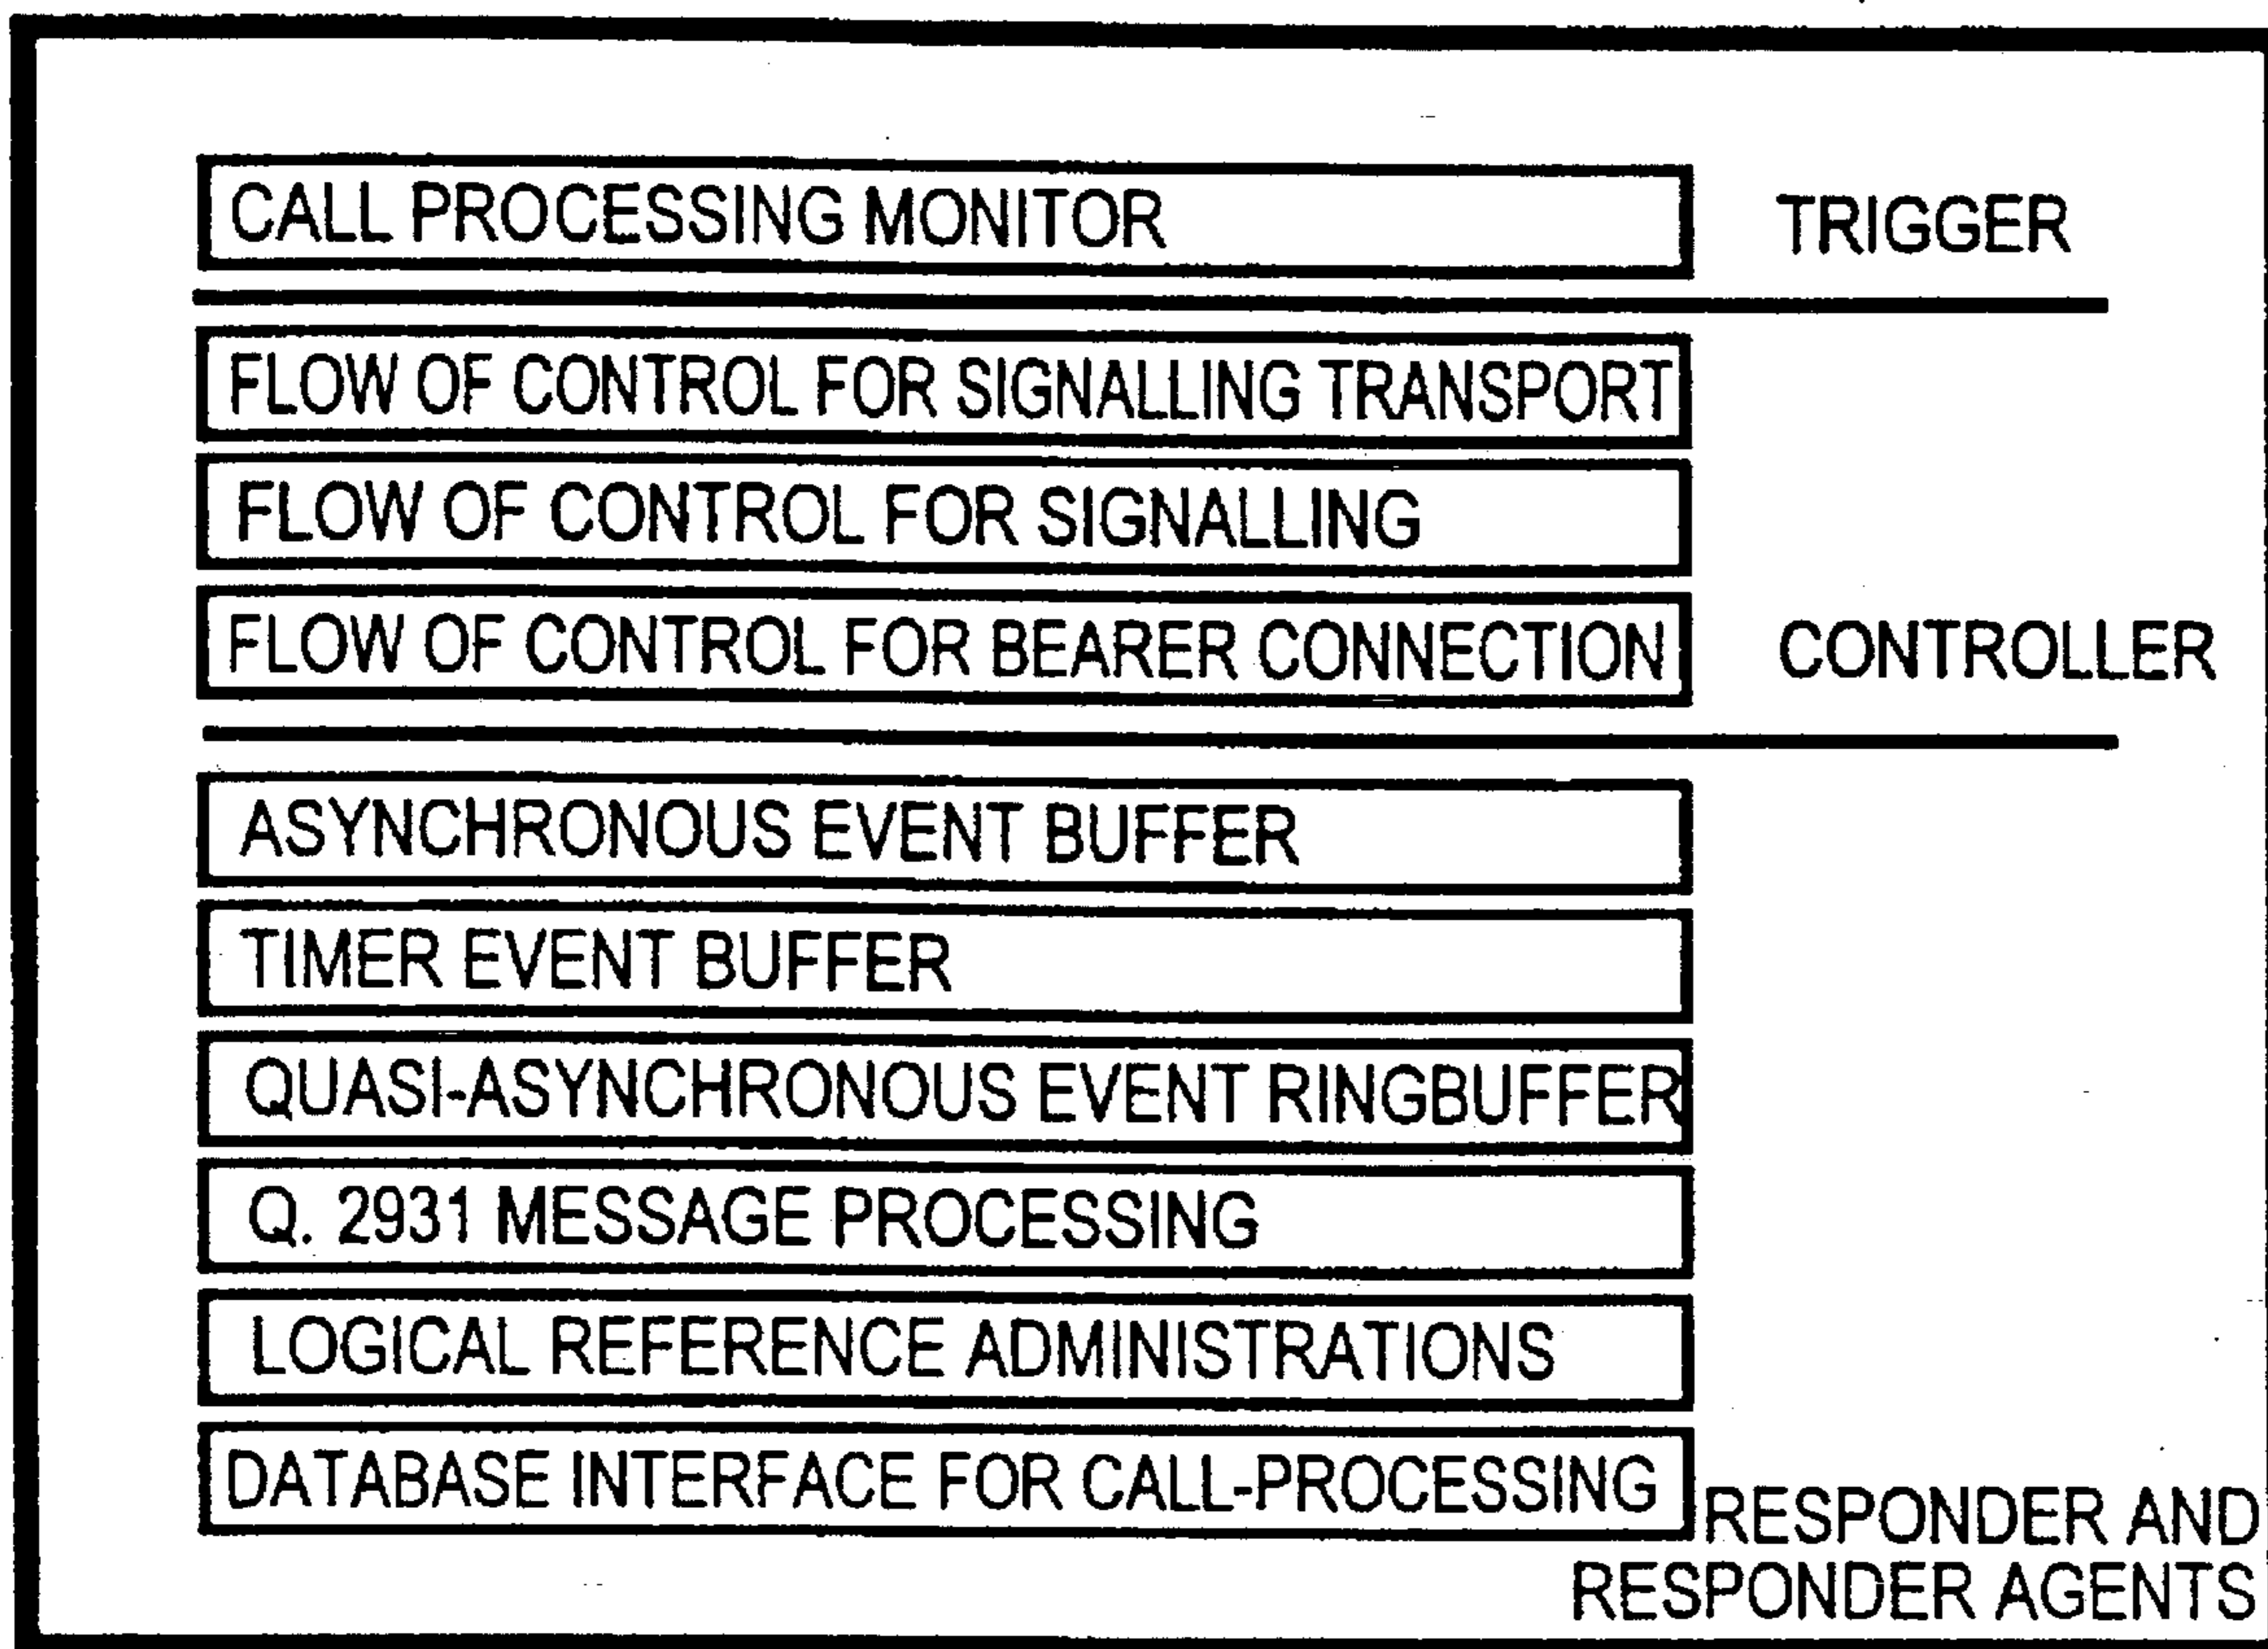 CALL PROCESSING MONITOR
TRIGGER
FLOW OF CONTROL FOR SIGNALLING TRANSPORT
FLOW OF CONTROL FOR SIGNALLING
FLOW OF CONTROL FOR BEARER CONNECTION
CONTROLLER
ASYNCHRONOUS EVENT BUFFER
TIMER EVENT BUFFER
QUASI-ASYNCHRONOUS EVENT RINGBUFFER
Q. 2931 MESSAGE PROCESSING
LOGICAL REFERENCE ADMINISTRATIONS
DATABASE INTERFACE FOR CALL-PROCESSING
RESPONDER AND
RESPONDER AGENTS